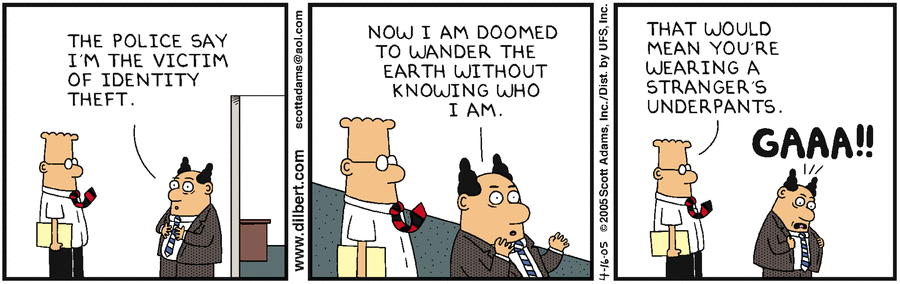 THE POLICE SAY
I'M THE VICTIM
OF IDENTITY
THEFT.
www.dilbert.com scottadams@aol.com
NOW I AM DOOMED
TO WANDER THE
EARTH WITHOUT
KNOWING WHO
I AM.
4-16-05 ©2005 Scott Adams, Inc./Dist. by UFS, Inc.
THAT WOULD
MEAN YOU'RE
WEARING A
STRANGER'S
UNDERPANTS.
GAAA!!